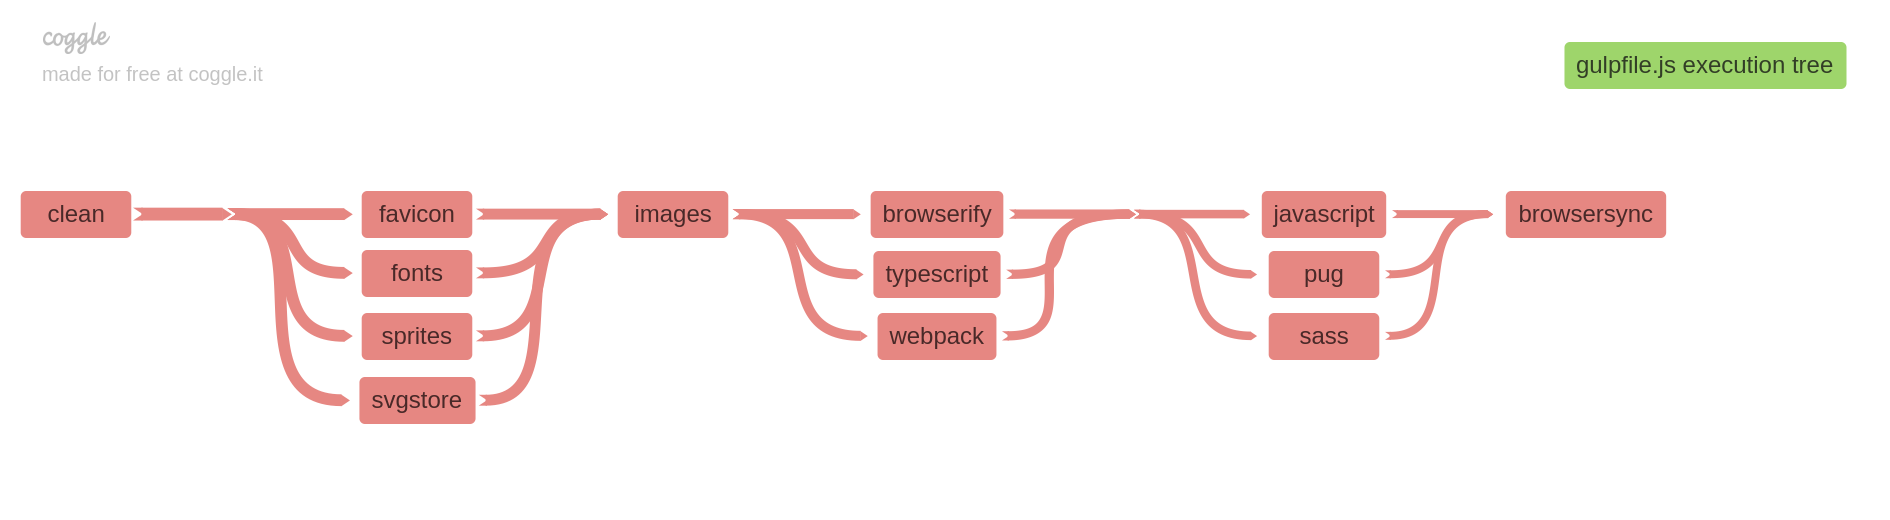 coggle
made for free at coggle.it
gulpfile.js execution tree
clean
favicon
fonts
sprites
svgstore
images
browserify
typescript
webpack
javascript
pug
sass
browsersync